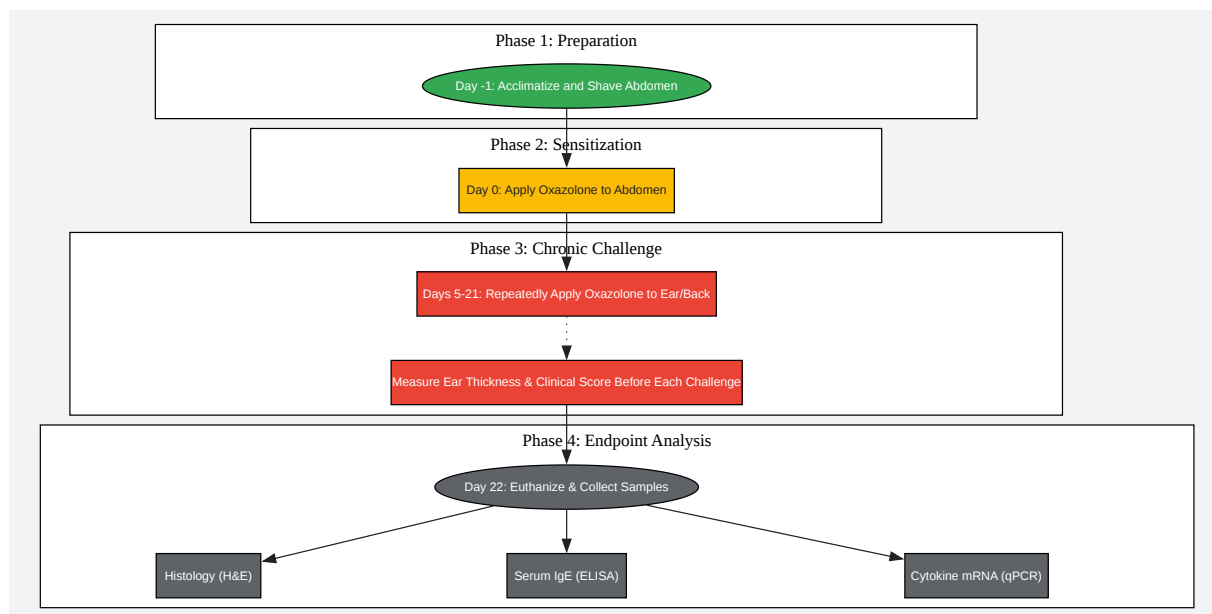 Phase 1: Preparation
Day -1: Acclimatize and Shave Abdomen
Phase 2: Sensitization
Day 0: Apply Oxazolone to Abdomen
Phase 3: Chronic Challenge
Days 5-21: Repeatedly Apply Oxazolone to Ear/Back
Measure Ear Thickness & Clinical Score Before Each Challenge
Phase 4: Endpoint Analysis
Day 22: Euthanize & Collect Samples
Histology (H&E)
Serum IgE (ELISA)
Cytokine mRNA (qPCR)